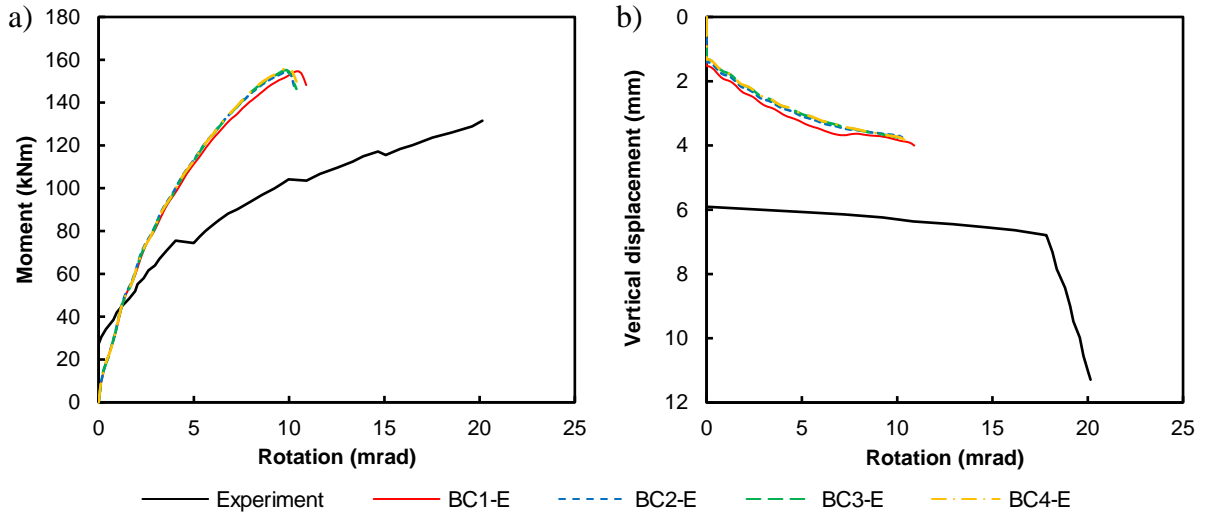 a)
180
160
140
120
100
80
60
40
20
0
Moment (kNm)
0 5 10 15 20 25
Rotation (mrad)
b)
0
2
4
6
8
10
12
Vertical displacement (mm)
0 5 10 15 20 25
Rotation (mrad)
Experiment BC1-E BC2-E BC3-E BC4-E